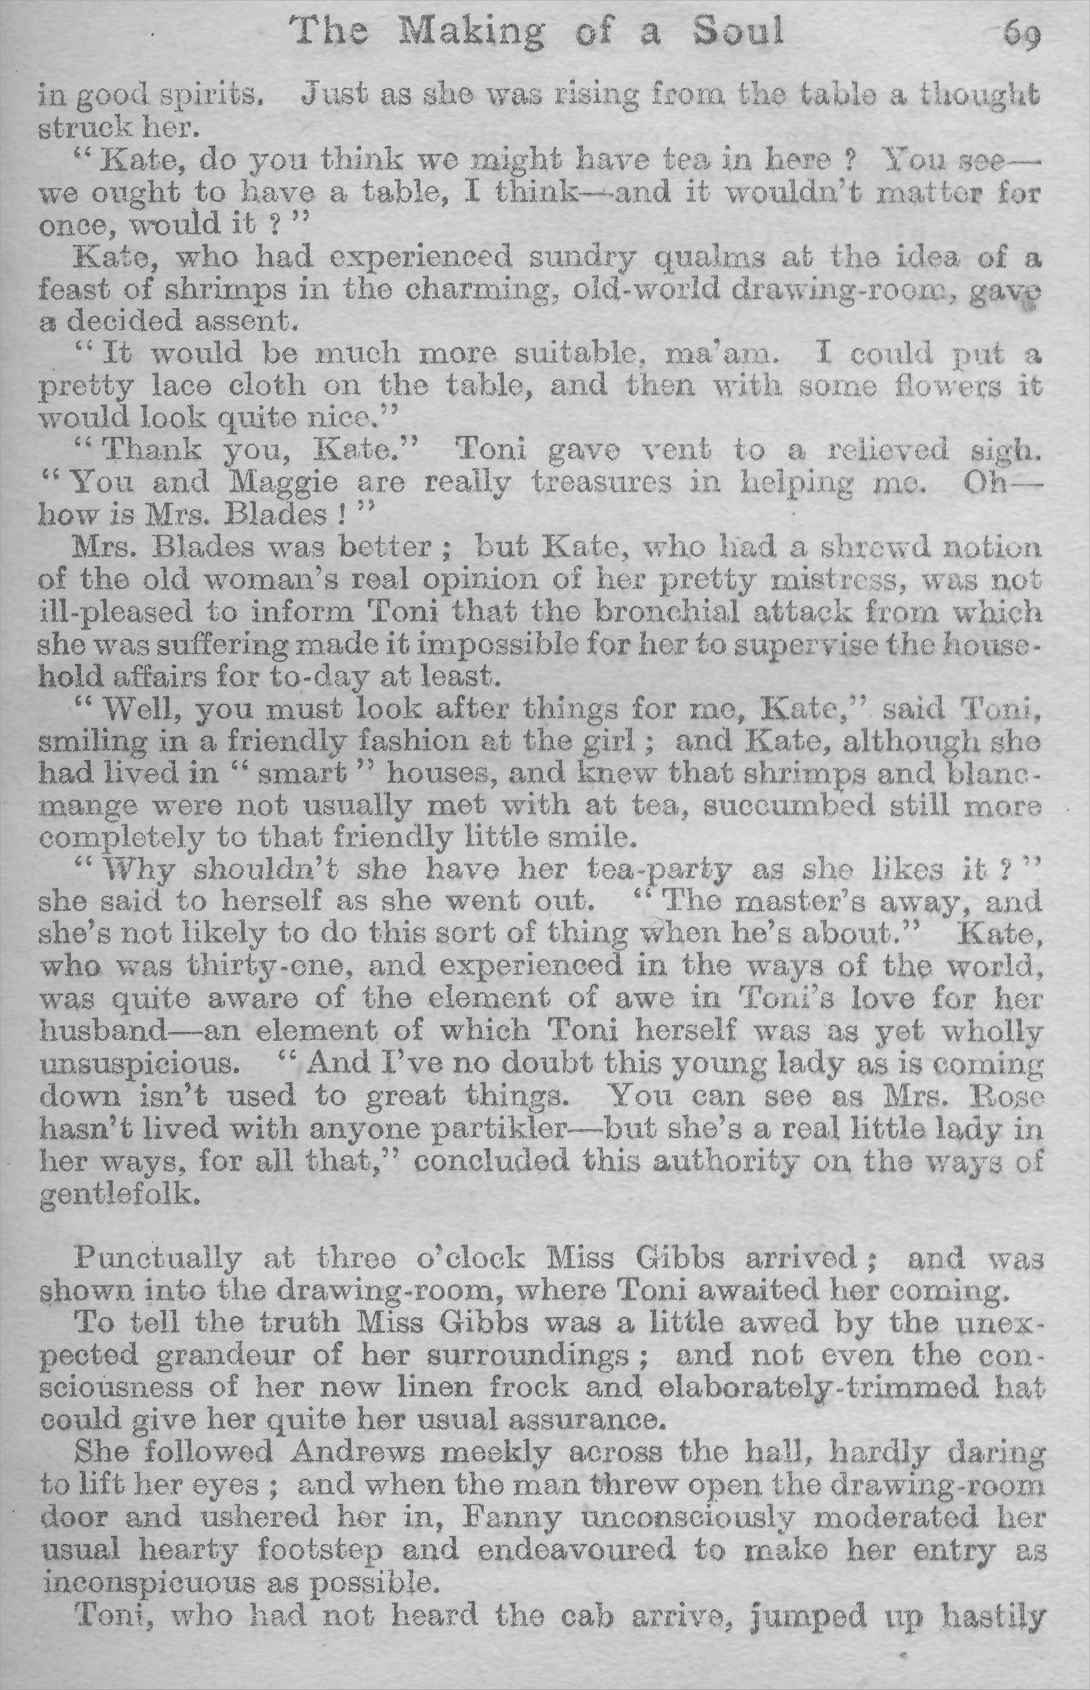 The Making of a Soul 69
in good spirits. Just as she was rising from the table a thought
struck her.
“ Kate, do you think we might have tea in here ? You see—
we ought to have a table, I think—and it wouldn’t matter for
once, would it ? ”
Kate, who had experienced sundry qualms at the idea of a
feast of shrimps in the charming, old-world drawing-room, gave
a decided assent.
“ It would be much more suitable, ma’am. I could put a
pretty lace cloth on the table, and then with some flowers it
would look quite nice.”
“ Thank you, Kate.” Toni gave vent to a relieved sigh.
“ You and Maggie are really treasures in helping me. Oh—
how is Mrs. Blades ! ”
Mrs. Blades was better ; but Kate, who had a shrewd notion
of the old woman’s real opinion of her pretty mistress, was not
ill-pleased to inform Toni that the bronchial attack from which
she was suffering made it impossible for her to supervise the house-
hold affairs for to-day at least.
“ Well, you must look after things for me, Kate,” said Toni,
smiling in a friendly fashion at the girl ; and Kate, although she
had lived in “ smart ” houses, and knew that shrimps and blanc-
mange were not usually met with at tea, succumbed still more
completely to that friendly little smile.
“ Why shouldn’t she have her tea-party as she likes it ? ”
she said to herself as she went out. “ The master’s away, and
she’s not likely to do this sort of thing when he’s about.” Kate,
who was thirty-one, and experienced in the ways of the world,
was quite aware of the element of awe in Toni’s love for her
husband—an element of which Toni herself was as yet wholly
unsuspicious. “ And I’ve no doubt this young lady as is coming
down isn’t used to great things. You can see as Mrs. Rose
hasn’t lived with anyone partikler—but she’s a real little lady in
her ways, for all that,” concluded this authority on the ways of
gentlefolk.
Punctually at three o’clock Miss Gibbs arrived ; and was
shown into the drawing-room, where Toni awaited her coming.
To tell the truth Miss Gibbs was a little awed by the unex-
pected grandeur of her surroundings ; and not even the con-
sciousness of her new linen frock and elaborately-trimmed hat
could give her quite her usual assurance.
She followed Andrews meekly across the hall, hardly daring
to lift her eyes ; and when the man threw open the drawing-room
door and ushered her in, Fanny unconsciously moderated her
usual hearty footstep and endeavoured to make her entry as
inconspicuous as possible.
Toni, who had not heard the cab arrive, jumped up hastily